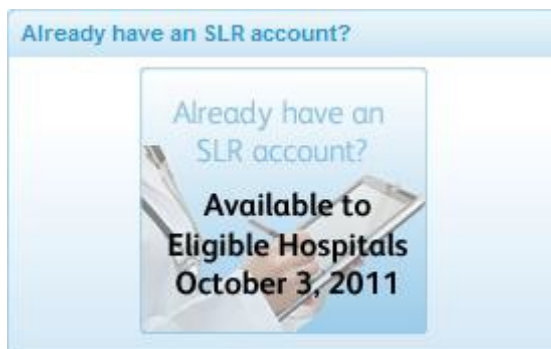 Already have an SLR account?
Already have an
SLR account?
Available to
Eligible Hospitals
October 3, 2011